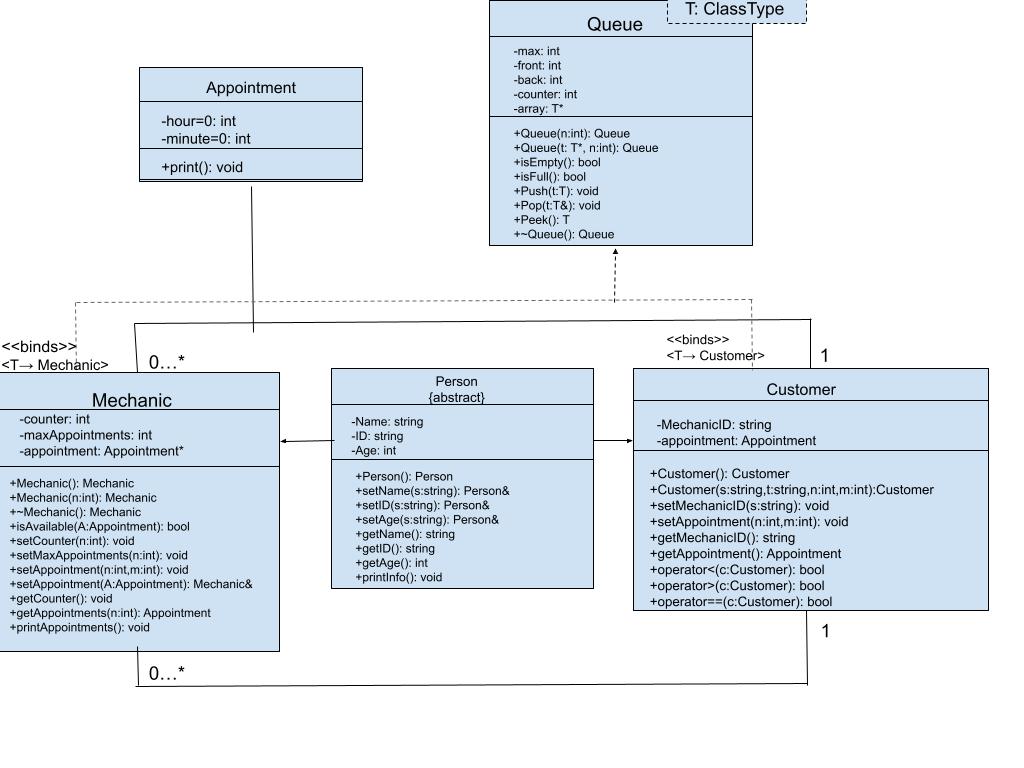 T: ClassType
Queue
-max: int
-front: int
-back: int
-counter: int
-array: T*
+Queue(n:int): Queue
+Queue(t: T*, n:int): Queue
+isEmpty(): bool
+isFull(): bool
+Push(t:T): void
+Pop(t:T&): void
+Peek(): T
+~Queue(): Queue
Appointment
-hour=0: int
-minute=0: int
+print(): void
<<binds>>
<T→ Mechanic>
0…*
<<binds>>
<T→ Customer>
1
Mechanic
-counter: int
-maxAppointments: int
-appointment: Appointment*
+Mechanic(): Mechanic
+Mechanic(n:int): Mechanic
+~Mechanic(): Mechanic
+isAvailable(A:Appointment): bool
+setCounter(n:int): void
+setMaxAppointments(n:int): void
+setAppointment(n:int,m:int): void
+setAppointment(A:Appointment): Mechanic&
+getCounter(): void
+getAppointments(n:int): Appointment
+printAppointments(): void
Person
{abstract}
-Name: string
-ID: string
-Age: int
+Person(): Person
+setName(s:string): Person&
+setID(s:string): Person&
+setAge(s:string): Person&
+getName(): string
+getID(): string
+getAge(): int
+printInfo(): void
Customer
-MechanicID: string
-appointment: Appointment
+Customer(): Customer
+Customer(s:string,t:string,n:int,m:int):Customer
+setMechanicID(s:string): void
+setAppointment(n:int,m:int): void
+getMechanicID(): string
+getAppointment(): Appointment
+operator<(c:Customer): bool
+operator>(c:Customer): bool
+operator==(c:Customer): bool
1
0…*